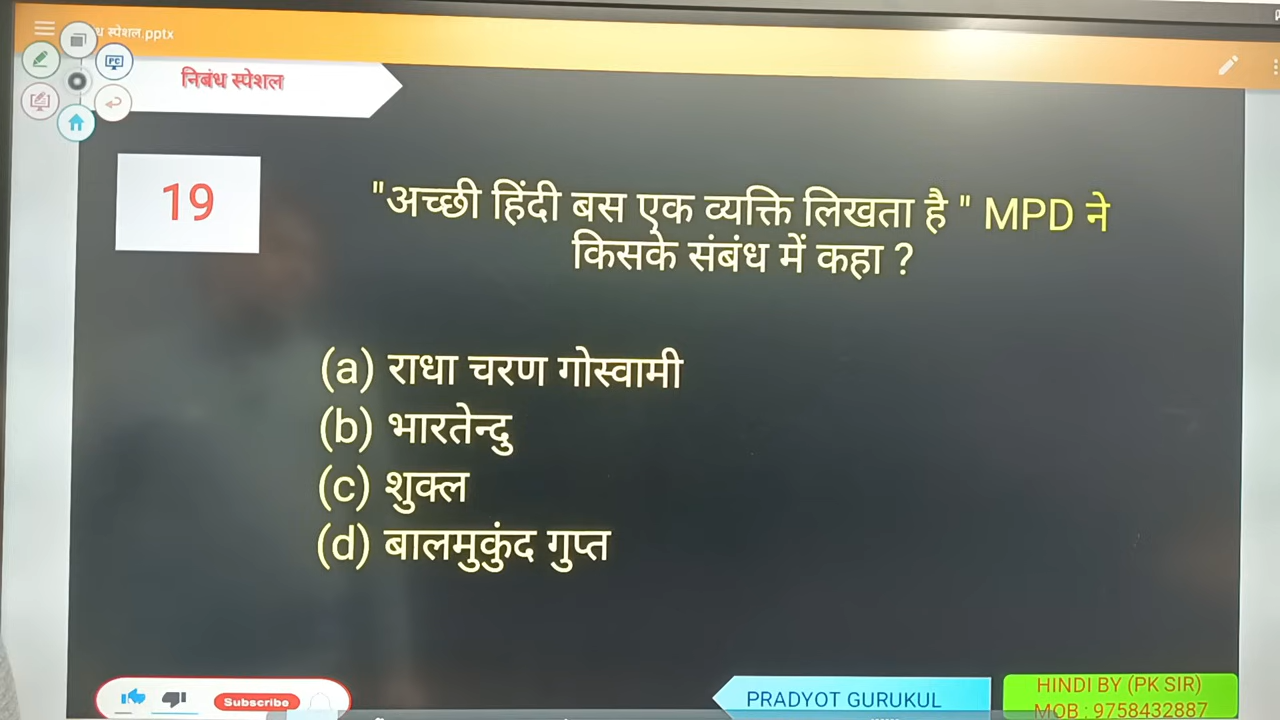 स्पेशल.pptx
निबंध स्पेशल
19
"अच्छी हिंदी बस एक व्यक्ति लिखता है " MPD ने
किसके संबंध में कहा ?
(a) राधा चरण गोस्वामी
(b) भारतेन्दु
(c) शुक्ल
(d) बालमुकुंद गुप्त
Subscribe
PRADYOT GURUKUL
HINDI BY (PK SIR)
MOB : 9758432887